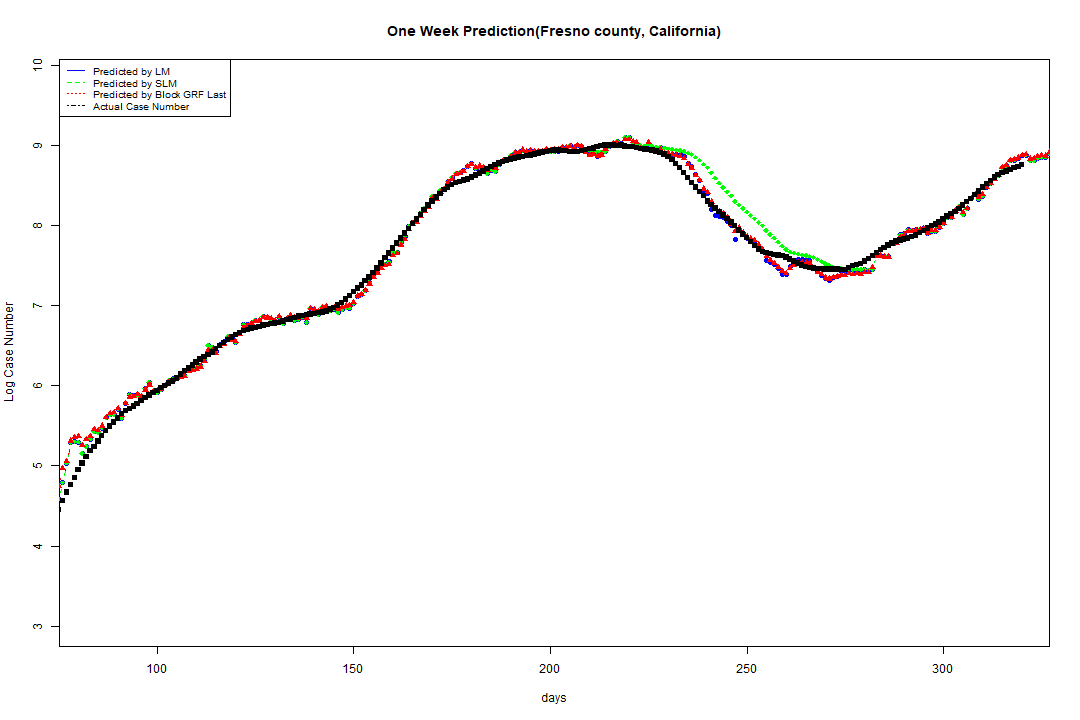 One Week Prediction(Fresno county, California)
Predicted by LM
Predicted by SLM
Predicted by Block GRF Last
Actual Case Number
10
9
8
7
6
5
4
3
Log Case Number
100 150 200 250 300
days